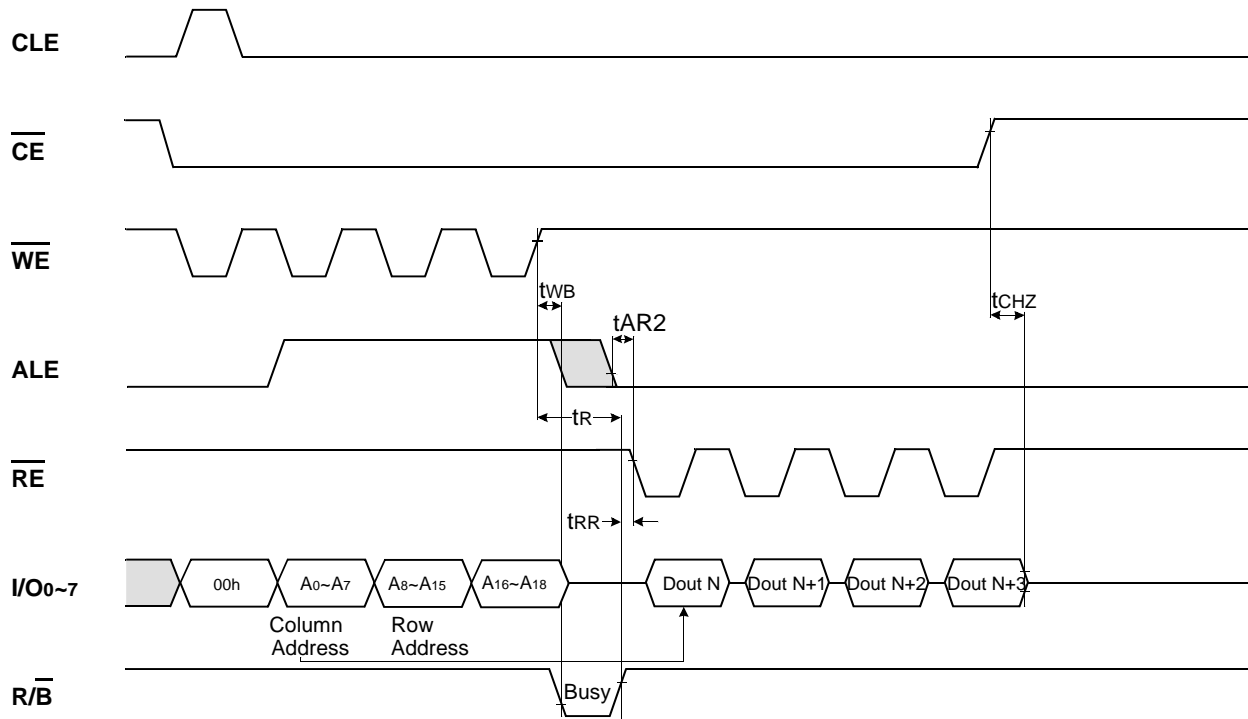 CLE
CE
WE
tWB
tCHZ
tAR2
ALE
tR
RE
tRR
I/O0~7
00h
A0~A7
A8~A15
A16~A18
Dout N
Dout N+1
Dout N+2
Dout N+3
Column
Address
Row
Address
R/B
Busy